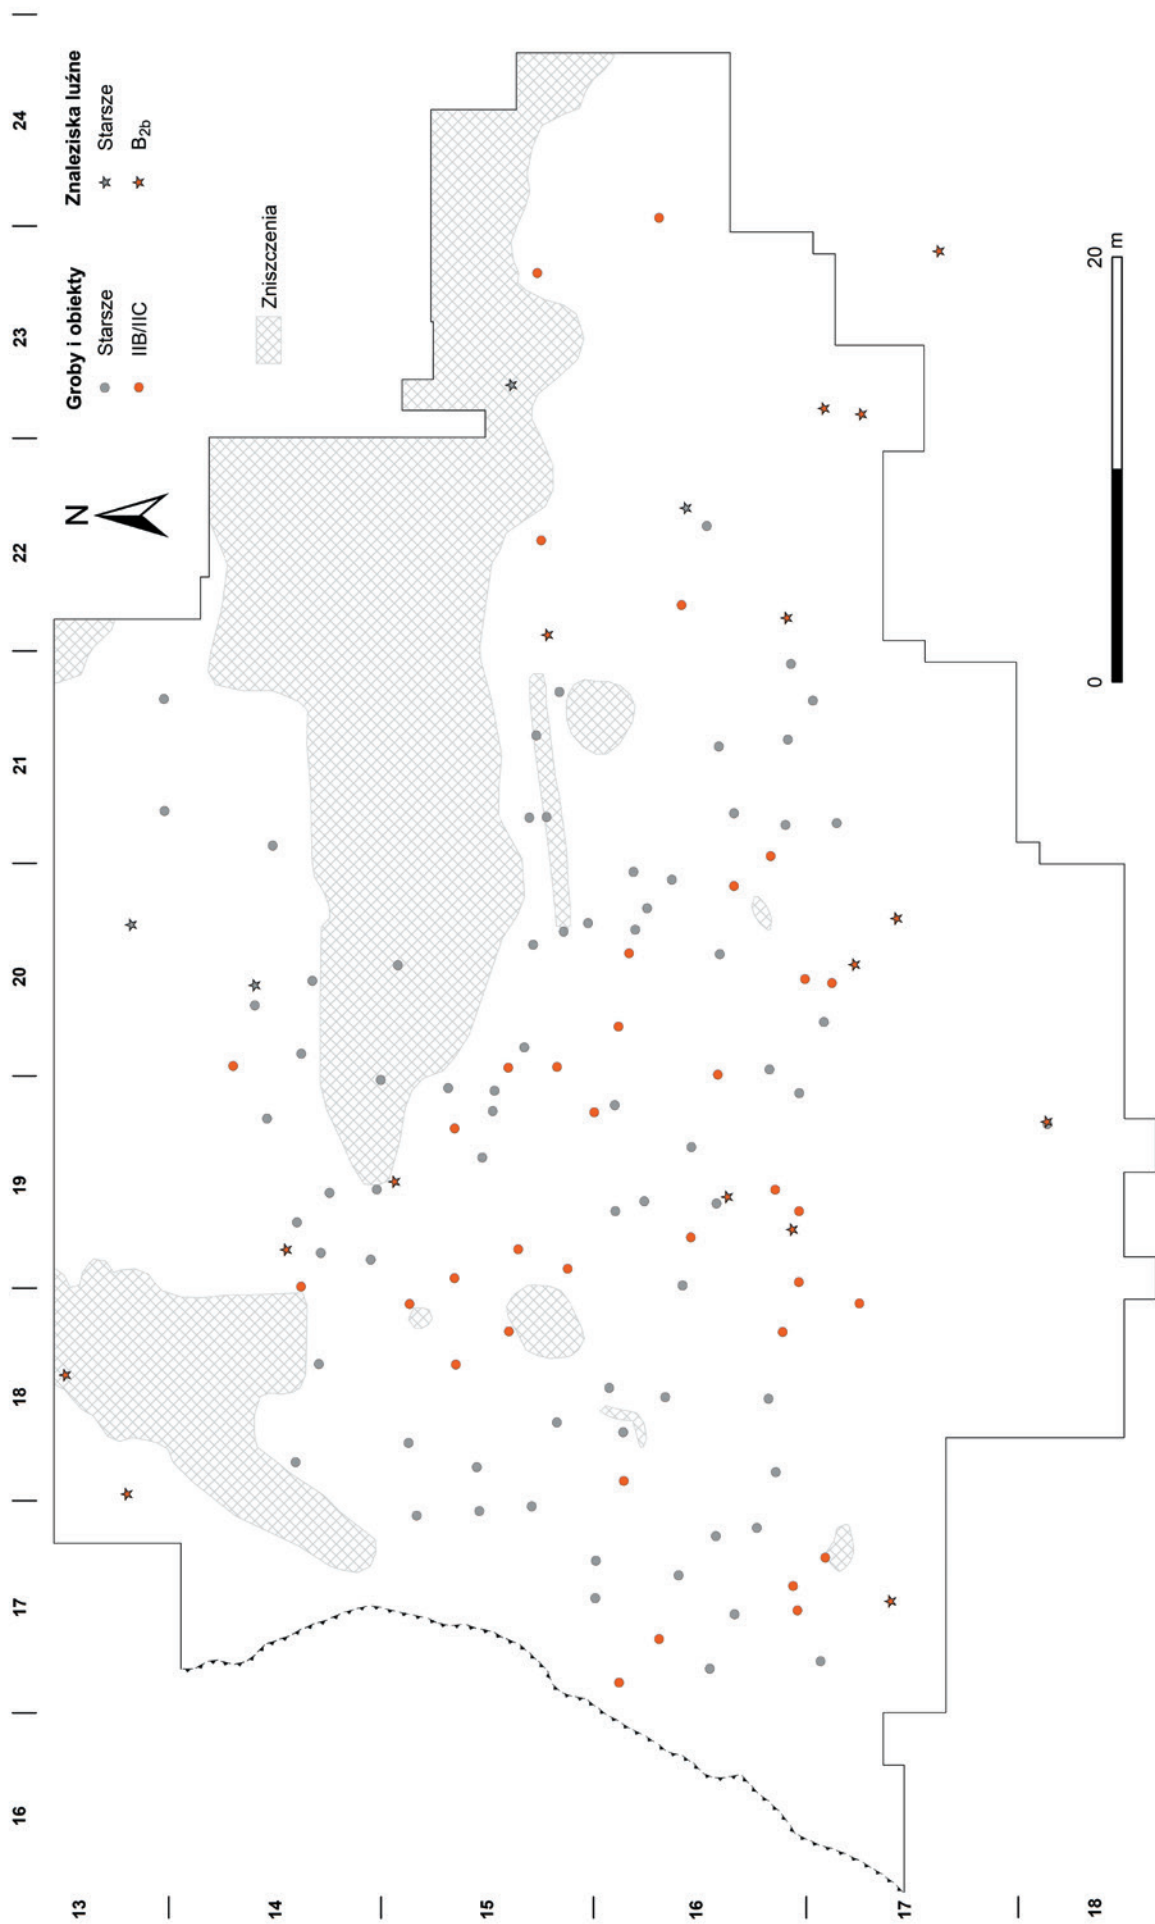 16 17 18 19 20 21 22 23 24
Groby i obiekty
Starsze
IIB/IIC
Znaleziska luźne
Starsze
B2b
Zniszczenia
N
13
14
15
16
17
18
0 20 m